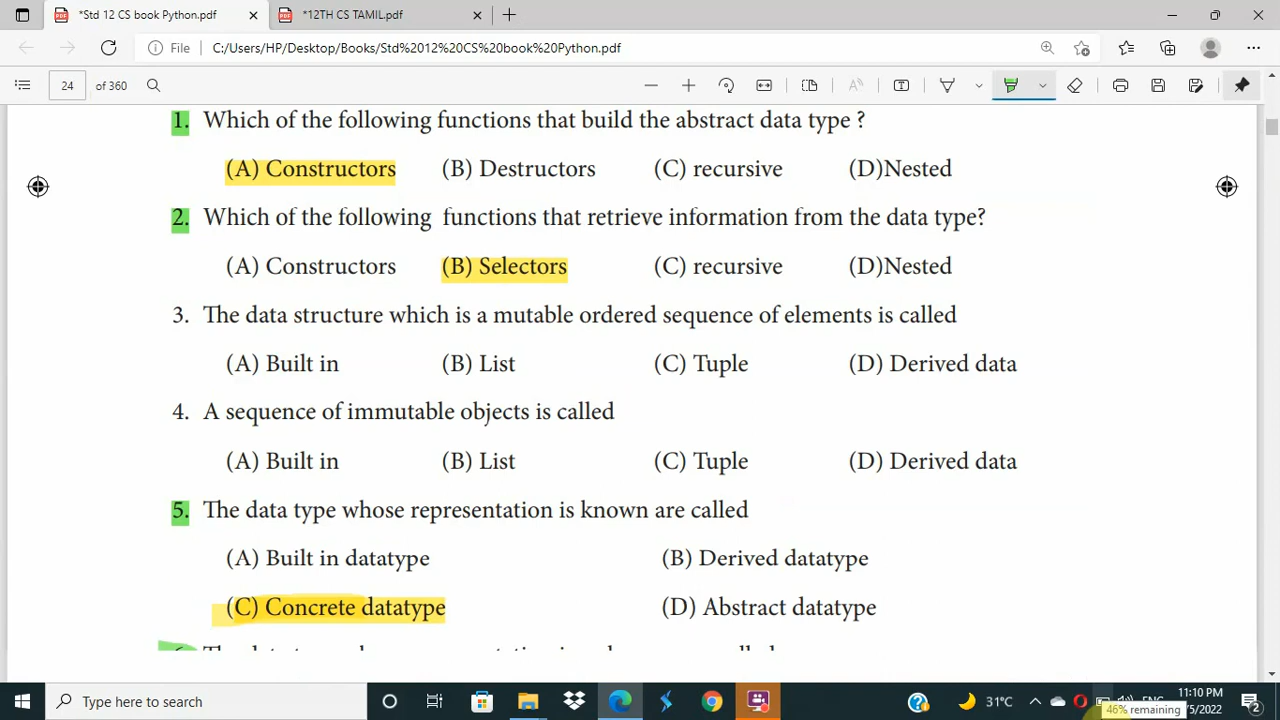 *Std 12 CS book Python.pdf
*12TH CS TAMIL.pdf
File C:/Users/HP/Desktop/Books/Std%2012%20CS%20book%20Python.pdf
24 of 360
1. Which of the following functions that build the abstract data type ?
(A) Constructors (B) Destructors (C) recursive (D)Nested
2. Which of the following functions that retrieve information from the data type?
(A) Constructors (B) Selectors (C) recursive (D)Nested
3. The data structure which is a mutable ordered sequence of elements is called
(A) Built in (B) List (C) Tuple (D) Derived data
4. A sequence of immutable objects is called
(A) Built in (B) List (C) Tuple (D) Derived data
5. The data type whose representation is known are called
(A) Built in datatype (B) Derived datatype
(C) Concrete datatype (D) Abstract datatype
Type here to search
31°C
11:10 PM
46% remaining
/5/2022
2